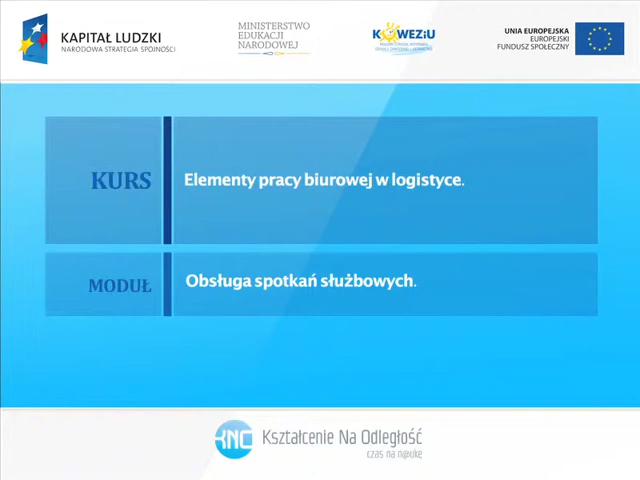 KAPITAŁ LUDZKI
NARODOWA STRATEGIA SPÓJNOŚCI
MINISTERSTWO
EDUKACJI
NARODOWEJ
KOWEZiU
UNIA EUROPEJSKA
EUROPEJSKI
FUNDUSZ SPOŁECZNY
KURS
Elementy pracy biurowej w logistyce.
MODUŁ
Obsługa spotkań służbowych.
KNO Kształcenie Na Odległość
czas na n@ukę